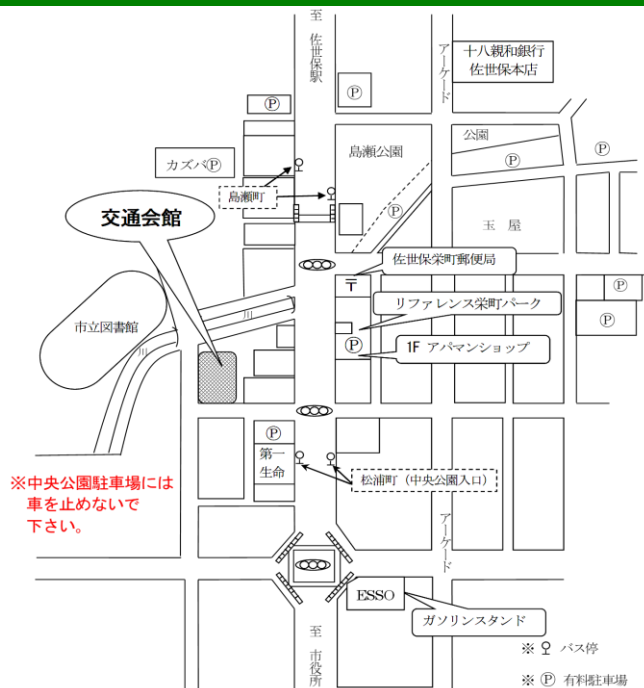 至 佐世保駅
アーケード
十八親和銀行
佐世保本店
Ⓟ
Ⓟ
公園
島瀬公園
カズバⓅ
Ⓟ
Ⓟ
島瀬町
Ⓟ
交通会館
玉屋
佐世保栄町郵便局
〒
Ⓟ
リファレンス栄町パーク
Ⓟ
川
市立図書館
Ⓟ
1F アパマンショップ
川
Ⓟ
第一
生命
松浦町（中央公園入口）
※中央公園駐車場には
車を止めないで
下さい。
アーケード
ESSO
ガソリンスタンド
至 市役所
※ バス停
※ Ⓟ 有料駐車場